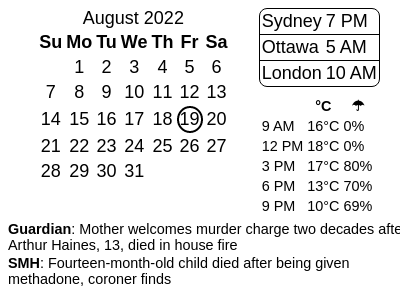 August 2022
Su Mo Tu We Th Fr Sa
1 2 3 4 5 6
7 8 9 10 11 12 13
14 15 16 17 18 19 20
21 22 23 24 25 26 27
28 29 30 31
Sydney 7 PM
Ottawa 5 AM
London 10 AM
°C ☂
9 AM 16°C 0%
12 PM 18°C 0%
3 PM 17°C 80%
6 PM 13°C 70%
9 PM 10°C 69%
Guardian: Mother welcomes murder charge two decades afte
Arthur Haines, 13, died in house fire
SMH: Fourteen-month-old child died after being given
methadone, coroner finds